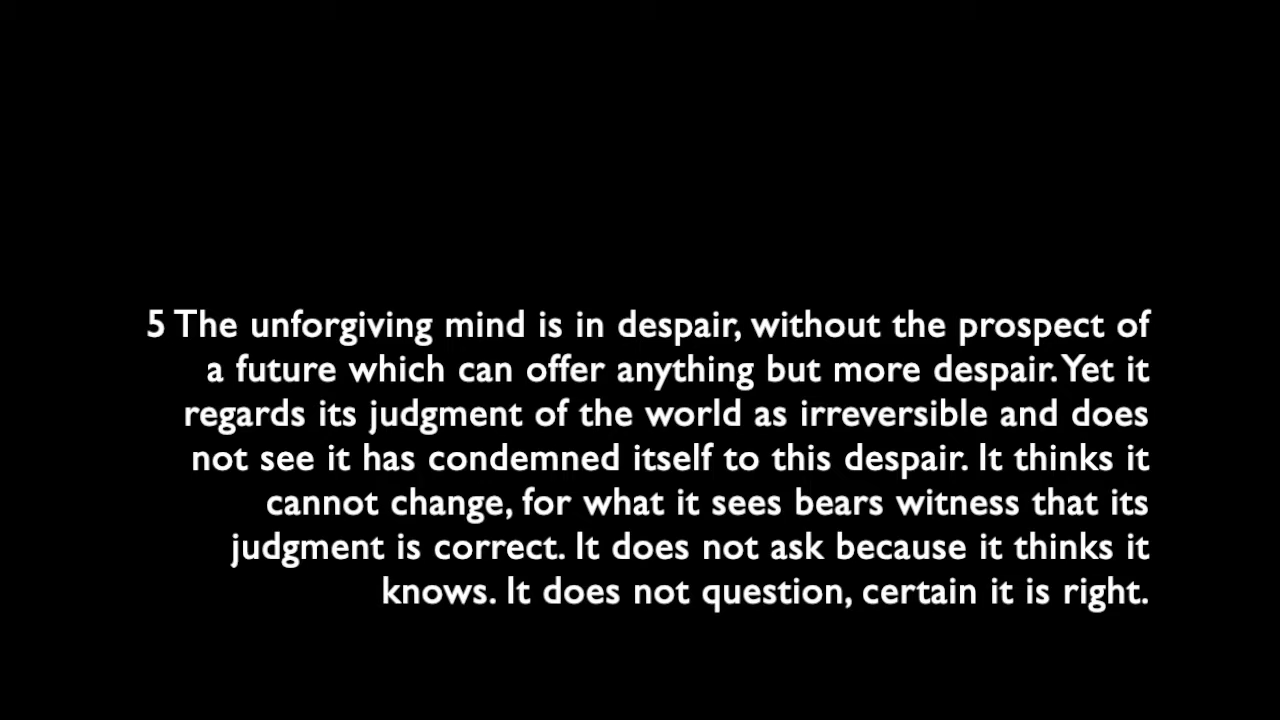 5 The unforgiving mind is in despair, without the prospect of
a future which can offer anything but more despair. Yet it
regards its judgment of the world as irreversible and does
not see it has condemned itself to this despair. It thinks it
cannot change, for what it sees bears witness that its
judgment is correct. It does not ask because it thinks it
knows. It does not question, certain it is right.